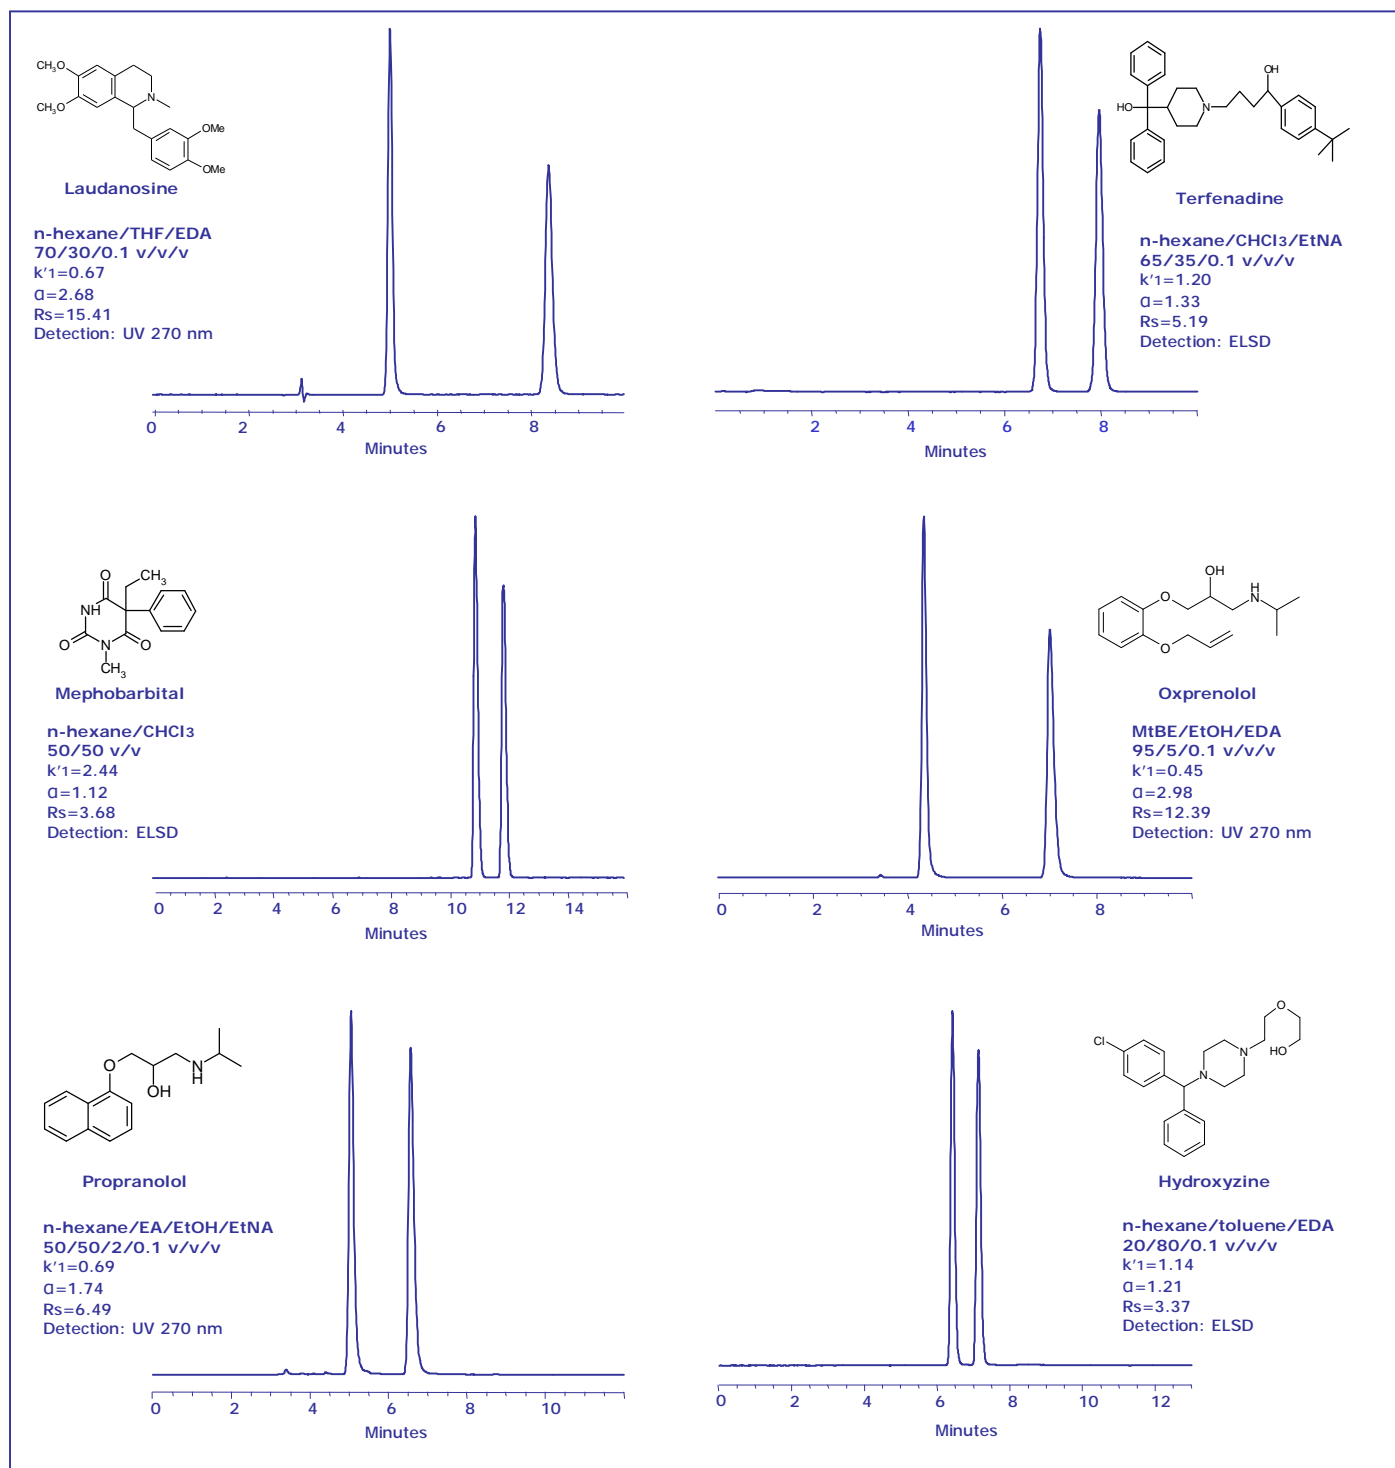 CH₃O
CH₃O
N
OMe
OMe
Laudanosine
n-hexane/THF/EDA
70/30/0.1 v/v/v
k'1=0.67
α=2.68
Rs=15.41
Detection: UV 270 nm
0 2 4 6 8
Minutes
OH
HO
N
Terfenadine
n-hexane/CHCl3/EtNA
65/35/0.1 v/v/v
k'1=1.20
α=1.33
Rs=5.19
Detection: ELSD
2 4 6 8
Minutes
O
CH₃
NH
O
N
O
CH₃
Mephobarbital
n-hexane/CHCl3
50/50 v/v
k'1=2.44
α=1.12
Rs=3.68
Detection: ELSD
0 2 4 6 8 10 12 14
Minutes
OH
O
H
N
O
Oxprenolol
MtBE/EtOH/EDA
95/5/0.1 v/v/v
k'1=0.45
α=2.98
Rs=12.39
Detection: UV 270 nm
0 2 4 6 8
Minutes
O
N
H
OH
Propranolol
n-hexane/EA/EtOH/EtNA
50/50/2/0.1 v/v/v
k'1=0.69
α=1.74
Rs=6.49
Detection: UV 270 nm
0 2 4 6 8 10
Minutes
O
Cl
N
HO
N
Hydroxyzine
n-hexane/toluene/EDA
20/80/0.1 v/v/v
k'1=1.14
α=1.21
Rs=3.37
Detection: ELSD
0 2 4 6 8 10 12
Minutes